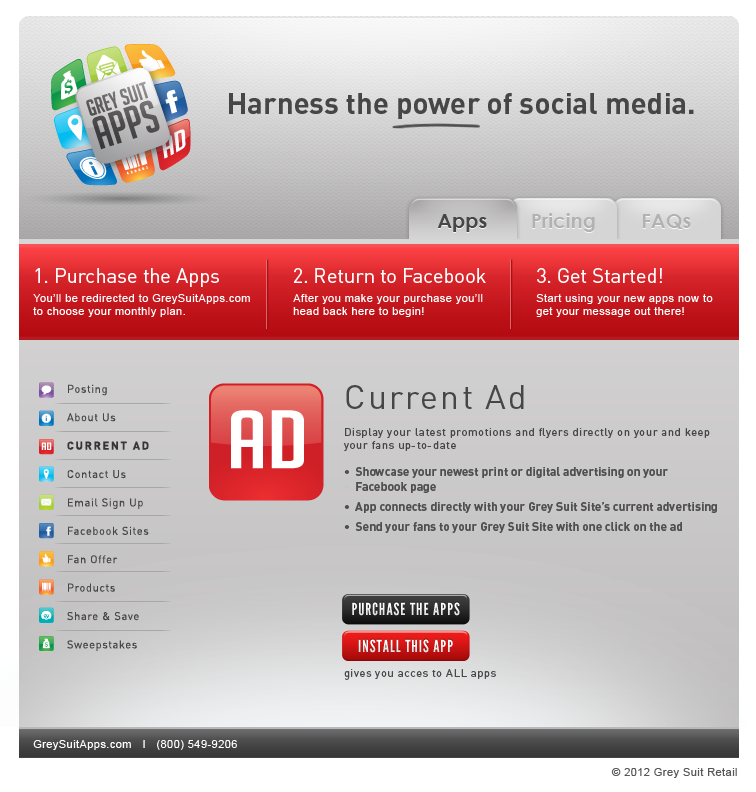 GREY SUIT
APPS
AD
Harness the power of social media.
Apps
Pricing
FAQs
1. Purchase the Apps
You'll be redirected to GreySuitApps.com
to choose your monthly plan.
2. Return to Facebook
After you make your purchase you'll
head back here to begin!
3. Get Started!
Start using your new apps now to
get your message out there!
Posting
About Us
AD CURRENT AD
Contact Us
Email Sign Up
Facebook Sites
Fan Offer
Products
Share & Save
Sweepstakes
AD
Current Ad
Display your latest promotions and flyers directly on your and keep
your fans up-to-date
• Showcase your newest print or digital advertising on your
Facebook page
• App connects directly with your Grey Suit Site's current advertising
• Send your fans to your Grey Suit Site with one click on the ad
PURCHASE THE APPS
INSTALL THIS APP
gives you acces to ALL apps
GreySuitApps.com | (800) 549-9206
© 2012 Grey Suit Retail